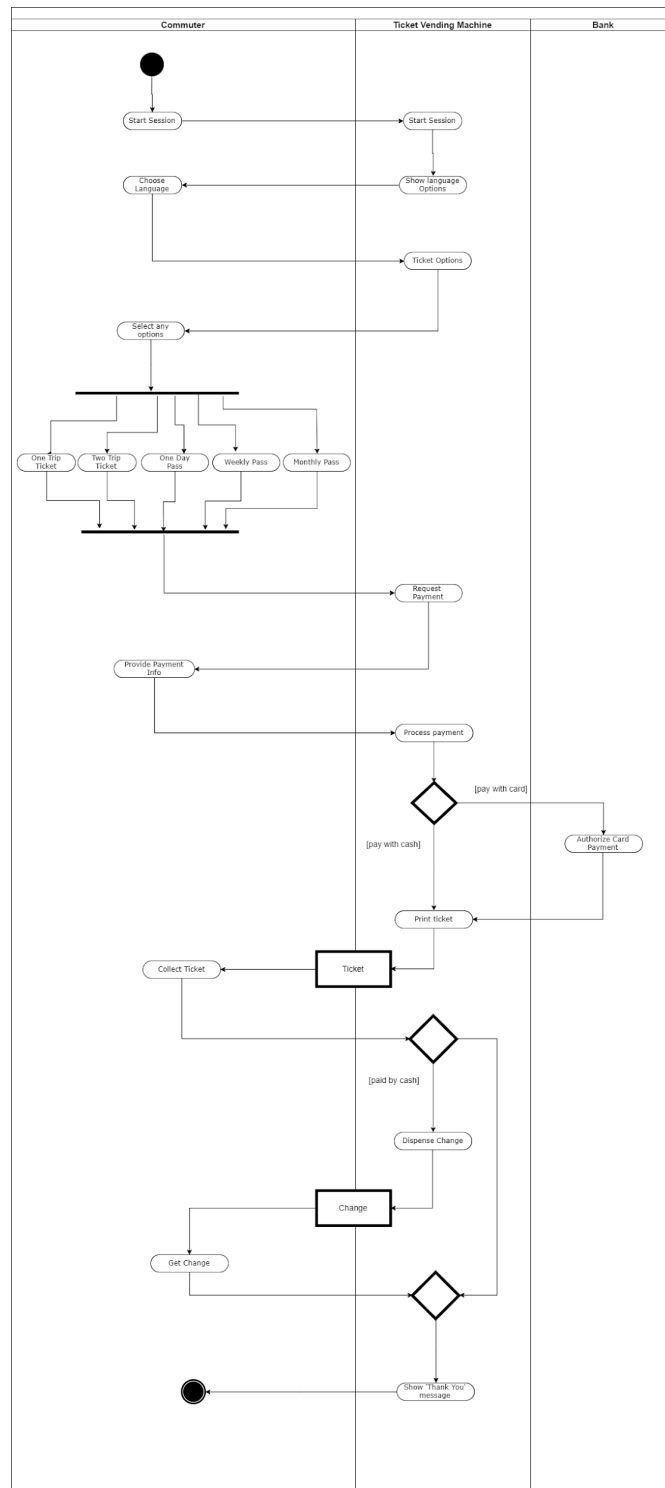 Commuter
Ticket Vending Machine
Bank
Start Session
Start Session
Choose
Language
Show language
Options
Ticket Options
Select any
options
One Trip
Ticket
Two Trip
Ticket
One Day
Pass
Weekly Pass
Monthly Pass
Request
Payment
Provide Payment
Info
Process payment
[pay with card]
[pay with cash]
Authorize Card
Payment
Print ticket
Collect Ticket
Ticket
[paid by cash]
Dispense Change
Change
Get Change
Show 'Thank You'
message